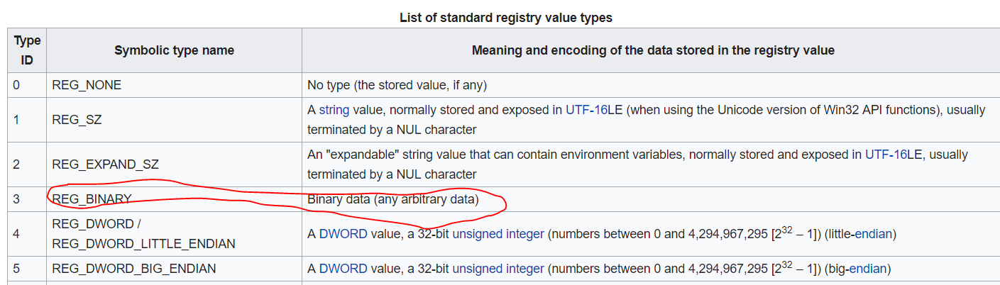 List of standard registry value types
Type
ID
Symbolic type name
Meaning and encoding of the data stored in the registry value
0
REG_NONE
No type (the stored value, if any)
1
REG_SZ
A string value, normally stored and exposed in UTF-16LE (when using the Unicode version of Win32 API functions), usually
terminated by a NUL character
2
REG_EXPAND_SZ
An "expandable" string value that can contain environment variables, normally stored and exposed in UTF-16LE, usually
terminated by a NUL character
3
REG_BINARY
Binary data (any arbitrary data)
4
REG_DWORD /
REG_DWORD_LITTLE_ENDIAN
A DWORD value, a 32-bit unsigned integer (numbers between 0 and 4,294,967,295 [2³² – 1]) (little-endian)
5
REG_DWORD_BIG_ENDIAN
A DWORD value, a 32-bit unsigned integer (numbers between 0 and 4,294,967,295 [2³² – 1]) (big-endian)